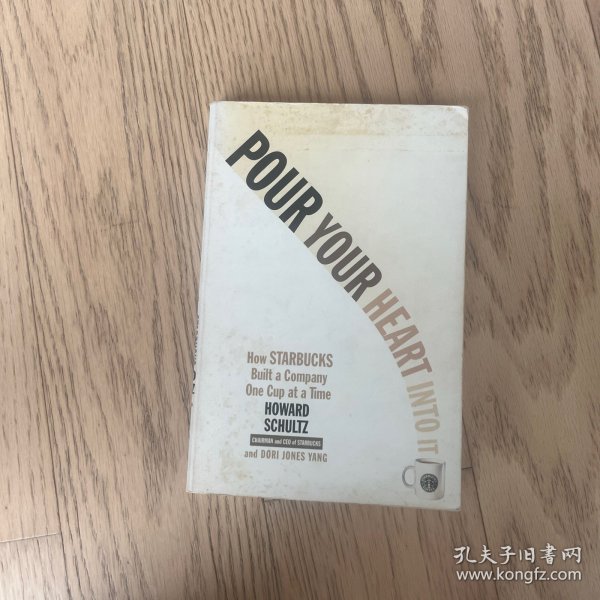 POUR YOUR HEART INTO IT
How STARBUCKS
Built a Company
One Cup at a Time
HOWARD
SCHULTZ
CHAIRMAN and CEO of STARBUCKS
and DORI JONES YANG
孔夫子旧书网
www.kongfz.com